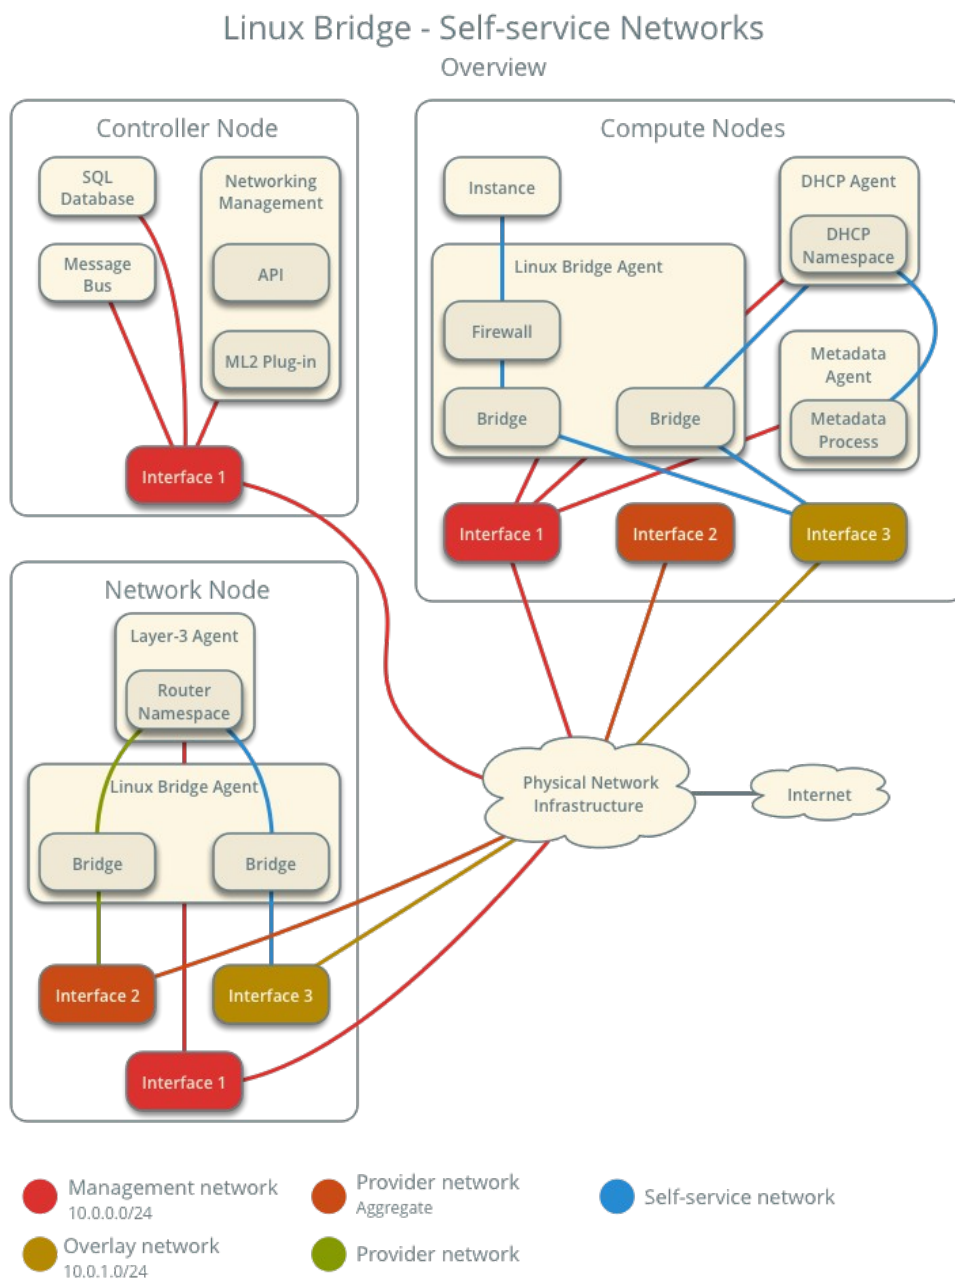 Linux Bridge - Self-service Networks
Overview
Controller Node
SQL
Database
Networking
Management
Message
Bus
API
ML2 Plug-in
Interface 1
Compute Nodes
Instance
DHCP Agent
DHCP
Namespace
Linux Bridge Agent
Firewall
Metadata
Agent
Bridge
Bridge
Metadata
Process
Interface 1
Interface 2
Interface 3
Network Node
Layer-3 Agent
Router
Namespace
Linux Bridge Agent
Bridge
Bridge
Interface 2
Interface 3
Interface 1
Physical Network
Infrastructure
Internet
Management network
10.0.0.0/24
Provider network
Aggregate
Self-service network
Overlay network
10.0.1.0/24
Provider network